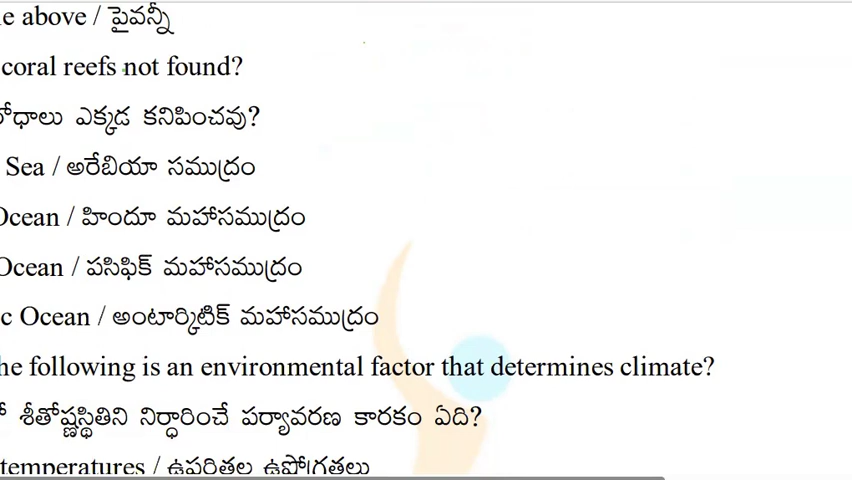 above / పైవన్నీ
coral reefs not found?
ఎక్కడ కనిపించవు?
Sea / అరేబియా సముద్రం
Ocean / హిందూ మహాసముద్రం
Ocean / పసిఫిక్ మహాసముద్రం
c Ocean / అంటార్కిటిక్ మహాసముద్రం
he following is an environmental factor that determines climate?
శీతోష్ణస్థితిని నిర్ధారించే పర్యావరణ కారకం ఏది?
temperatures / ఉపరితల ఉష్ణోగ్రతలు